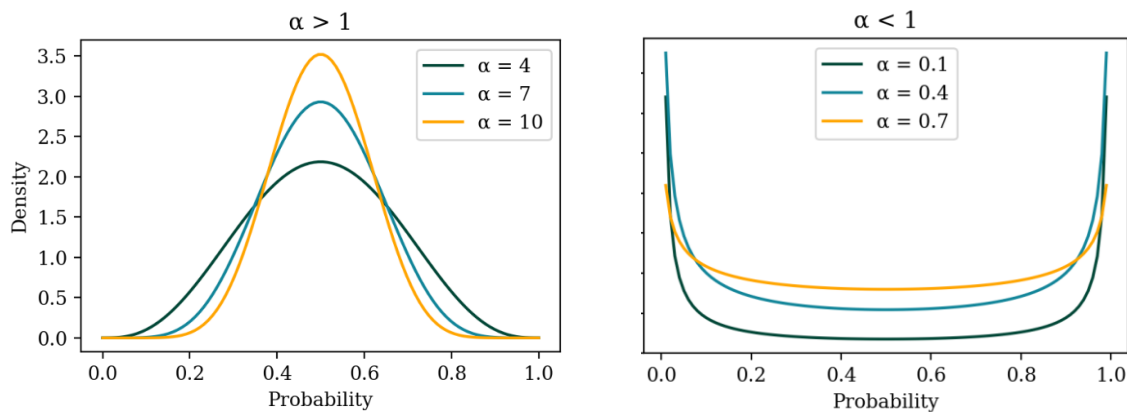 α > 1
3.5
3.0
2.5
2.0
1.5
1.0
0.5
0.0
Density
α = 4
α = 7
α = 10
0.0 0.2 0.4 0.6 0.8 1.0
Probability
α < 1
α = 0.1
α = 0.4
α = 0.7
0.0 0.2 0.4 0.6 0.8 1.0
Probability